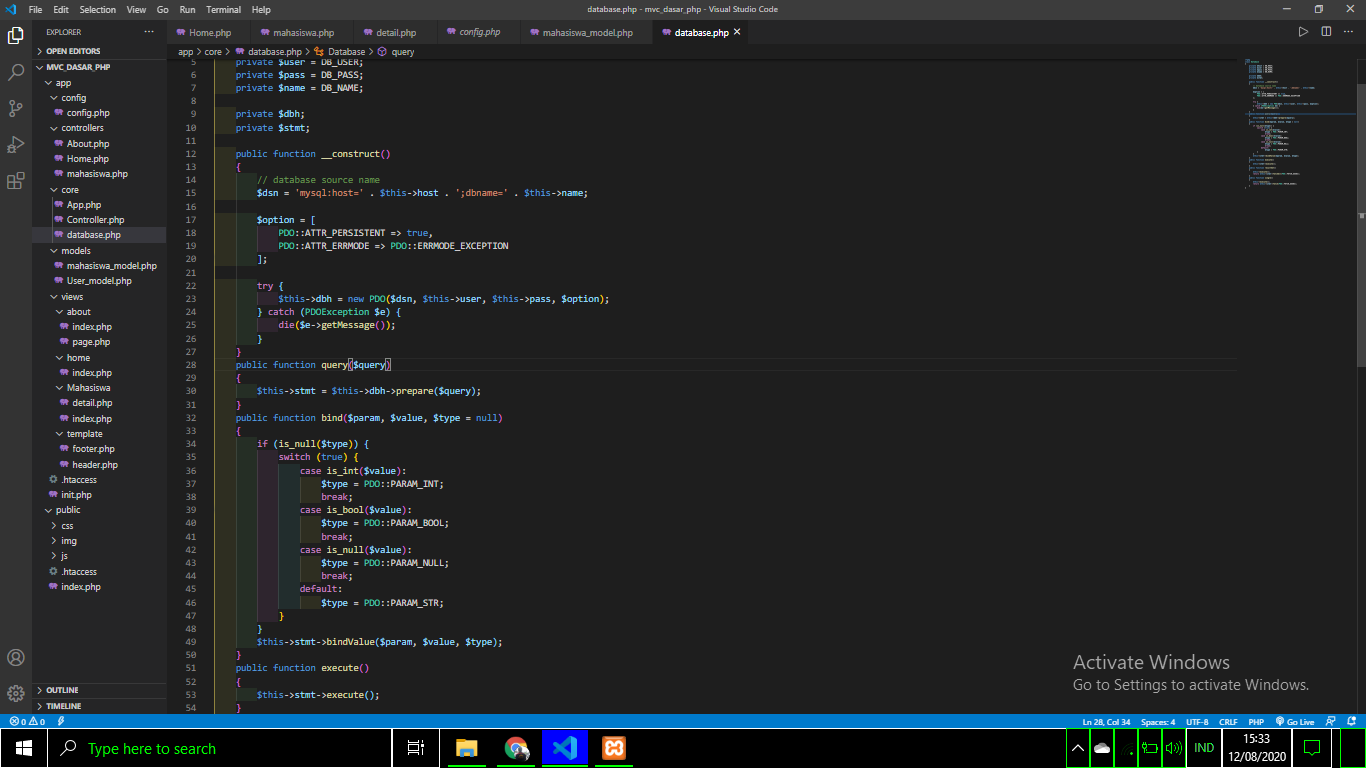 File Edit Selection View Go Run Terminal Help
database.php - mvc_dasar_php - Visual Studio Code
EXPLORER
OPEN EDITORS
MVC_DASAR_PHP
app
config
config.php
controllers
About.php
Home.php
mahasiswa.php
core
App.php
Controller.php
database.php
models
mahasiswa_model.php
User_model.php
views
about
index.php
page.php
home
index.php
Mahasiswa
detail.php
index.php
template
footer.php
header.php
.htaccess
init.php
public
css
img
js
.htaccess
index.php
OUTLINE
TIMELINE
Home.php mahasiswa.php detail.php config.php mahasiswa_model.php database.php
app > core > database.php > Database > query
5 private $user = DB_USER;
6 private $pass = DB_PASS;
7 private $name = DB_NAME;
8
9 private $dbh;
10 private $stmt;
11
12 public function __construct()
13 {
14 // database source name
15 $dsn = 'mysql:host=' . $this->host . ';dbname=' . $this->name;
16
17 $option = [
18 PDO::ATTR_PERSISTENT => true,
19 PDO::ATTR_ERRMODE => PDO::ERRMODE_EXCEPTION
20 ];
21
22 try {
23 $this->dbh = new PDO($dsn, $this->user, $this->pass, $option);
24 } catch (PDOException $e) {
25 die($e->getMessage());
26 }
27 }
28 public function query($query)
29 {
30 $this->stmt = $this->dbh->prepare($query);
31 }
32 public function bind($param, $value, $type = null)
33 {
34 if (is_null($type)) {
35 switch (true) {
36 case is_int($value):
37 $type = PDO::PARAM_INT;
38 break;
39 case is_bool($value):
40 $type = PDO::PARAM_BOOL;
41 break;
42 case is_null($value):
43 $type = PDO::PARAM_NULL;
44 break;
45 default:
46 $type = PDO::PARAM_STR;
47 }
48 }
49 $this->stmt->bindValue($param, $value, $type);
50 }
51 public function execute()
52 {
53 $this->stmt->execute();
54 }
Activate Windows
Go to Settings to activate Windows.
0 0
Ln 28, Col 34 Spaces: 4 UTF-8 CRLF PHP Go Live
Type here to search
IND
15:33
12/08/2020